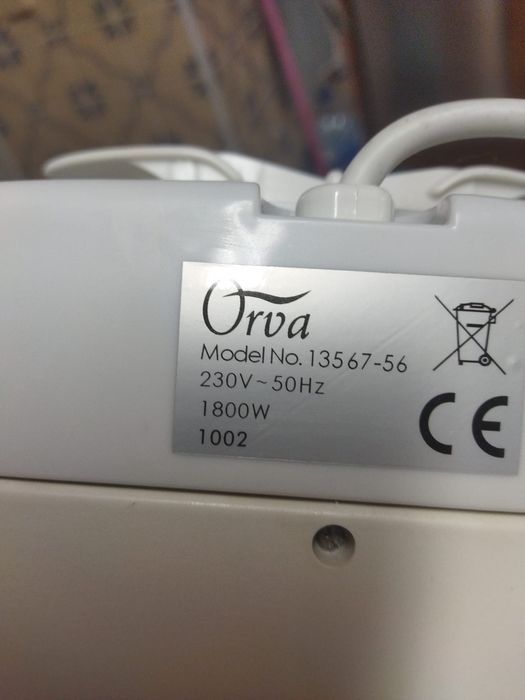 Orva
Model No. 13567-56
230V ~ 50Hz
1800W
1002
CE